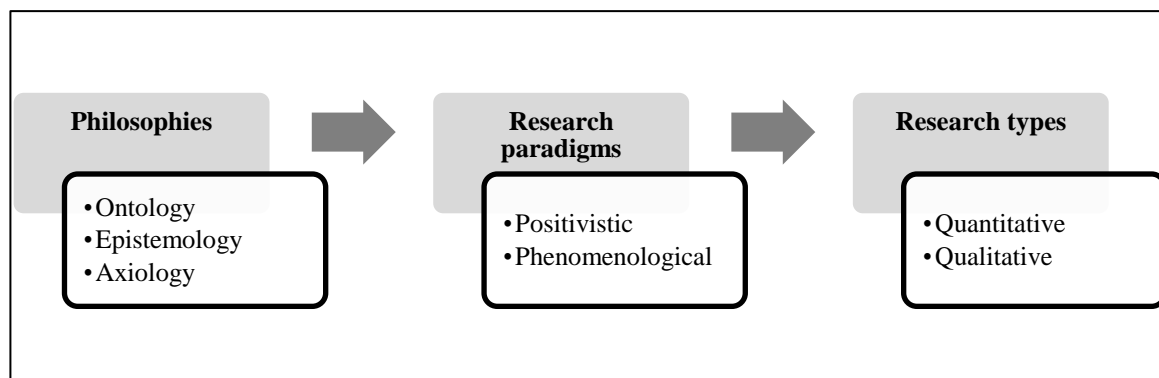 Philosophies
•Ontology
•Epistemology
•Axiology
Research
paradigms
•Positivistic
•Phenomenological
Research types
•Quantitative
•Qualitative